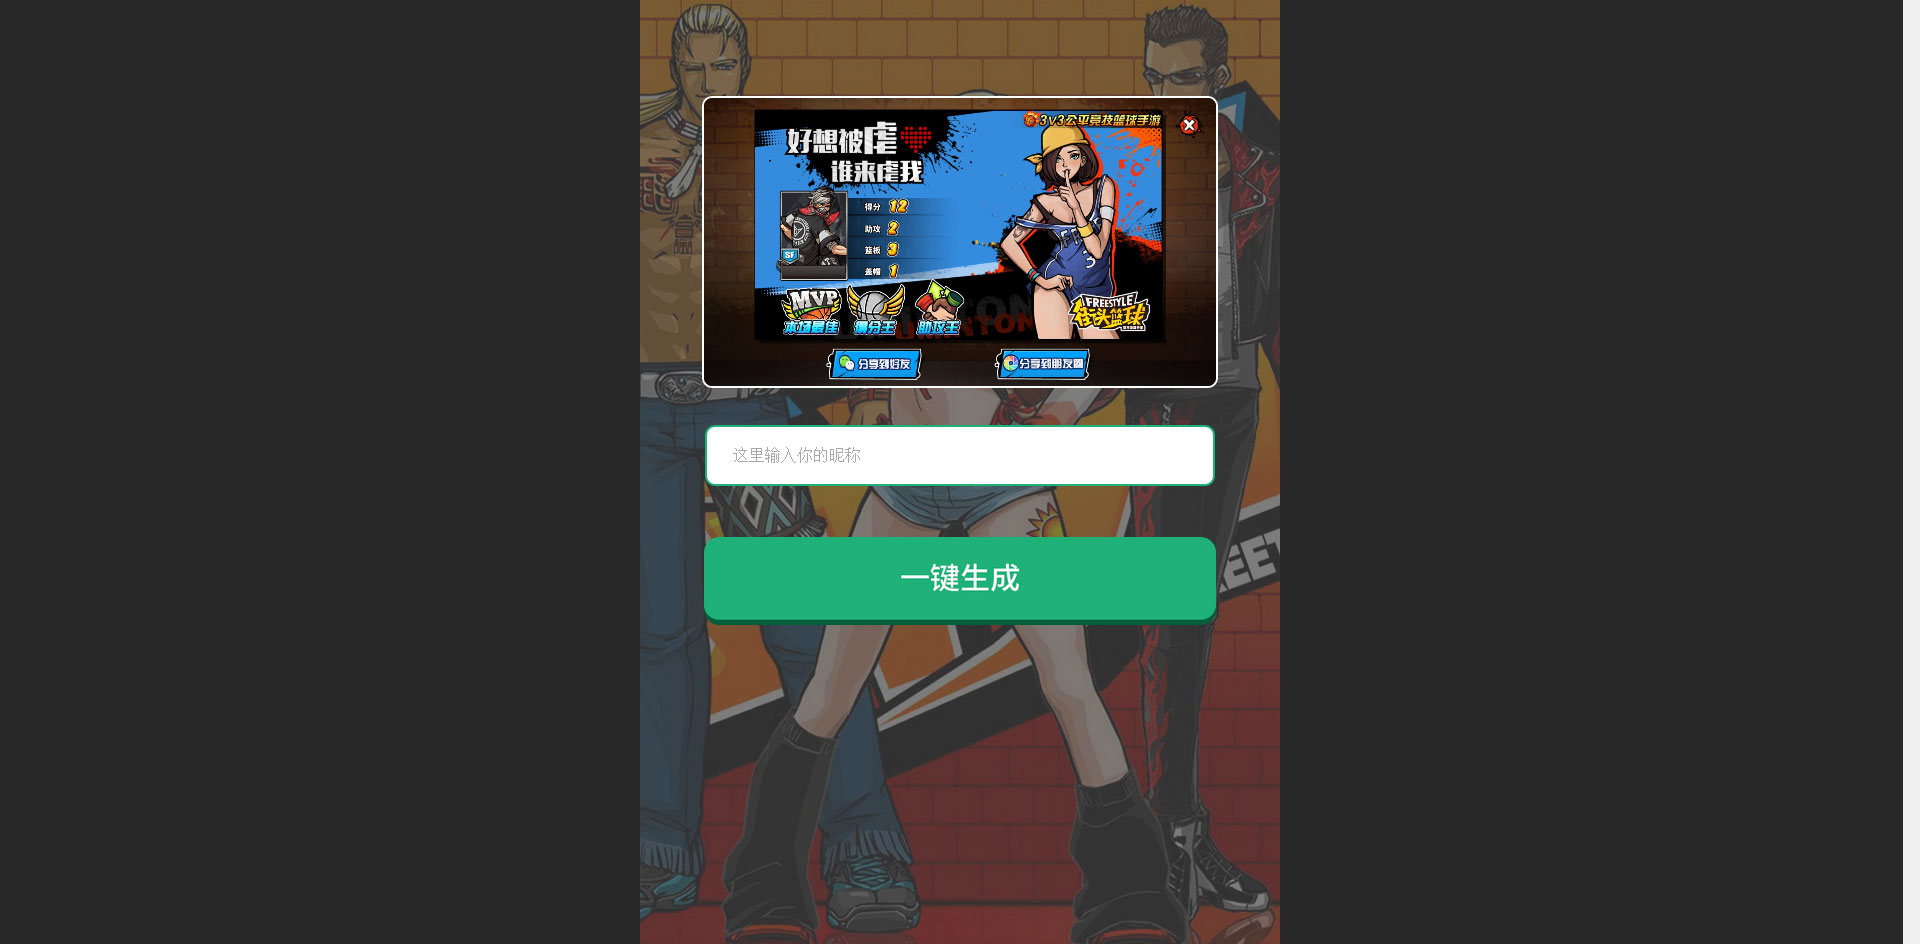 3V3公平竞技篮球手游
好想被虐
谁来虐我
得分 12
助攻 2
篮板 3
盖帽 1
SF
MVP
本场最佳
得分王
助攻王
FREESTYLE
街头篮球
分享到好友
分享到朋友圈
这里输入你的昵称
一键生成